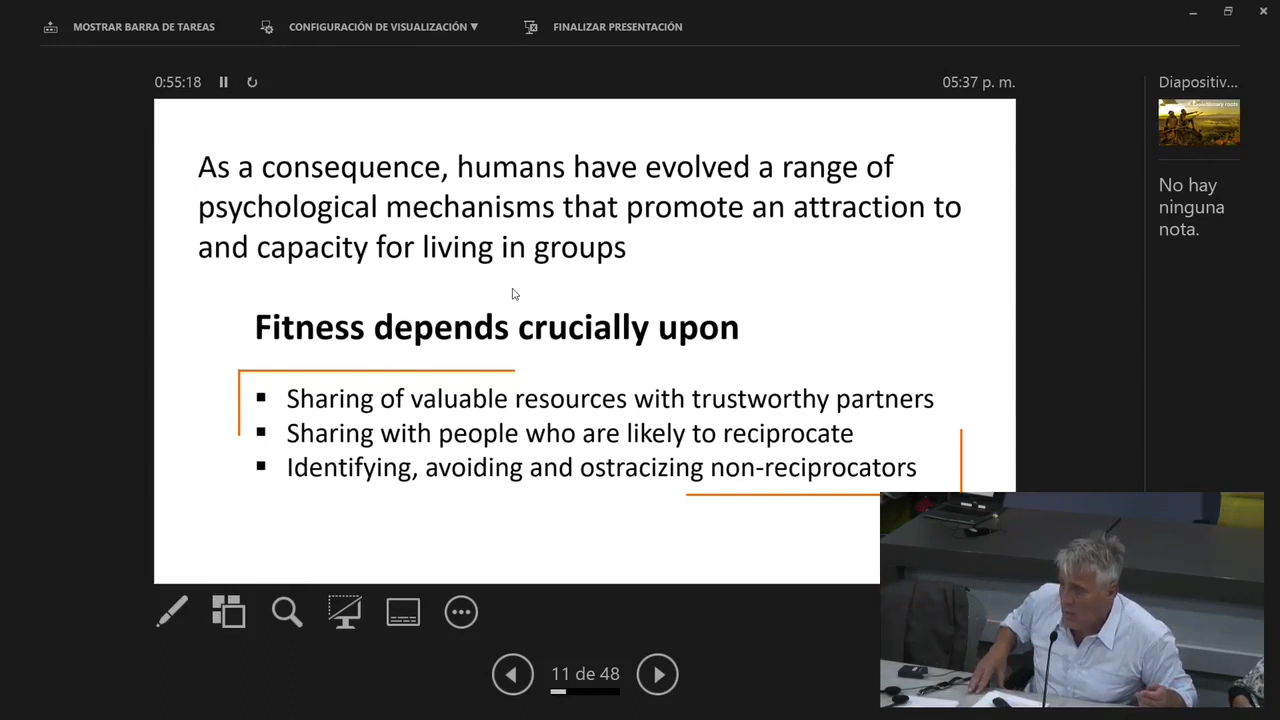 MOSTRAR BARRA DE TAREAS
CONFIGURACIÓN DE VISUALIZACIÓN ▼
FINALIZAR PRESENTACIÓN
0:55:18
05:37 p. m.
As a consequence, humans have evolved a range of
psychological mechanisms that promote an attraction to
and capacity for living in groups
Fitness depends crucially upon
▪ Sharing of valuable resources with trustworthy partners
▪ Sharing with people who are likely to reciprocate
▪ Identifying, avoiding and ostracizing non-reciprocators
11 de 48
Diapositiv...
No hay
ninguna
nota.